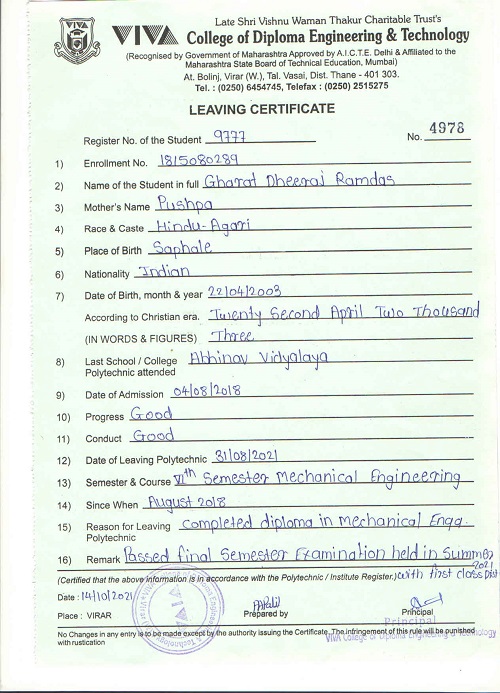 Late Shri Vishnu Waman Thakur Charitable Trust's
VIVA College of Diploma Engineering & Technology
(Recognised by Government of Maharashtra Approved by A.I.C.T.E. Delhi & Affiliated to the
Maharashtra State Board of Technical Education, Mumbai)
At. Bolinj, Virar (W.), Tal. Vasai, Dist. Thane - 401 303.
Tel. : (0250) 6454745, Telefax : (0250) 2515275
LEAVING CERTIFICATE
Register No. of the Student 9777 No. 4978
1) Enrollment No. 1815080289
2) Name of the Student in full Gharat Dheeraj Ramdas
3) Mother's Name Pushpa
4) Race & Caste Hindu-Agari
5) Place of Birth Saphale
6) Nationality Indian
7) Date of Birth, month & year 22/04/2003
According to Christian era. Twenty Second April Two Thousand
(IN WORDS & FIGURES) Three
8) Last School / College Abhinav Vidyalaya
Polytechnic attended
9) Date of Admission 04/08/2018
10) Progress Good
11) Conduct Good
12) Date of Leaving Polytechnic 31/08/2021
13) Semester & Course VIth Semester Mechanical Engineering
14) Since When August 2018
15) Reason for Leaving completed diploma in Mechanical Engg.
Polytechnic
16) Remark Passed final Semester Examination held in Summer
2021
(Certified that the above information is in accordance with the Polytechnic / Institute Register.) with first class Dist
Date : 14/10/2021
Place : VIRAR Prepared by Principal
Principal
No Changes in any entry is to be made except by the authority issuing the Certificate. The infringement of this rule will be punished
with rustication
VIVA College of Diploma Engineering & Technology